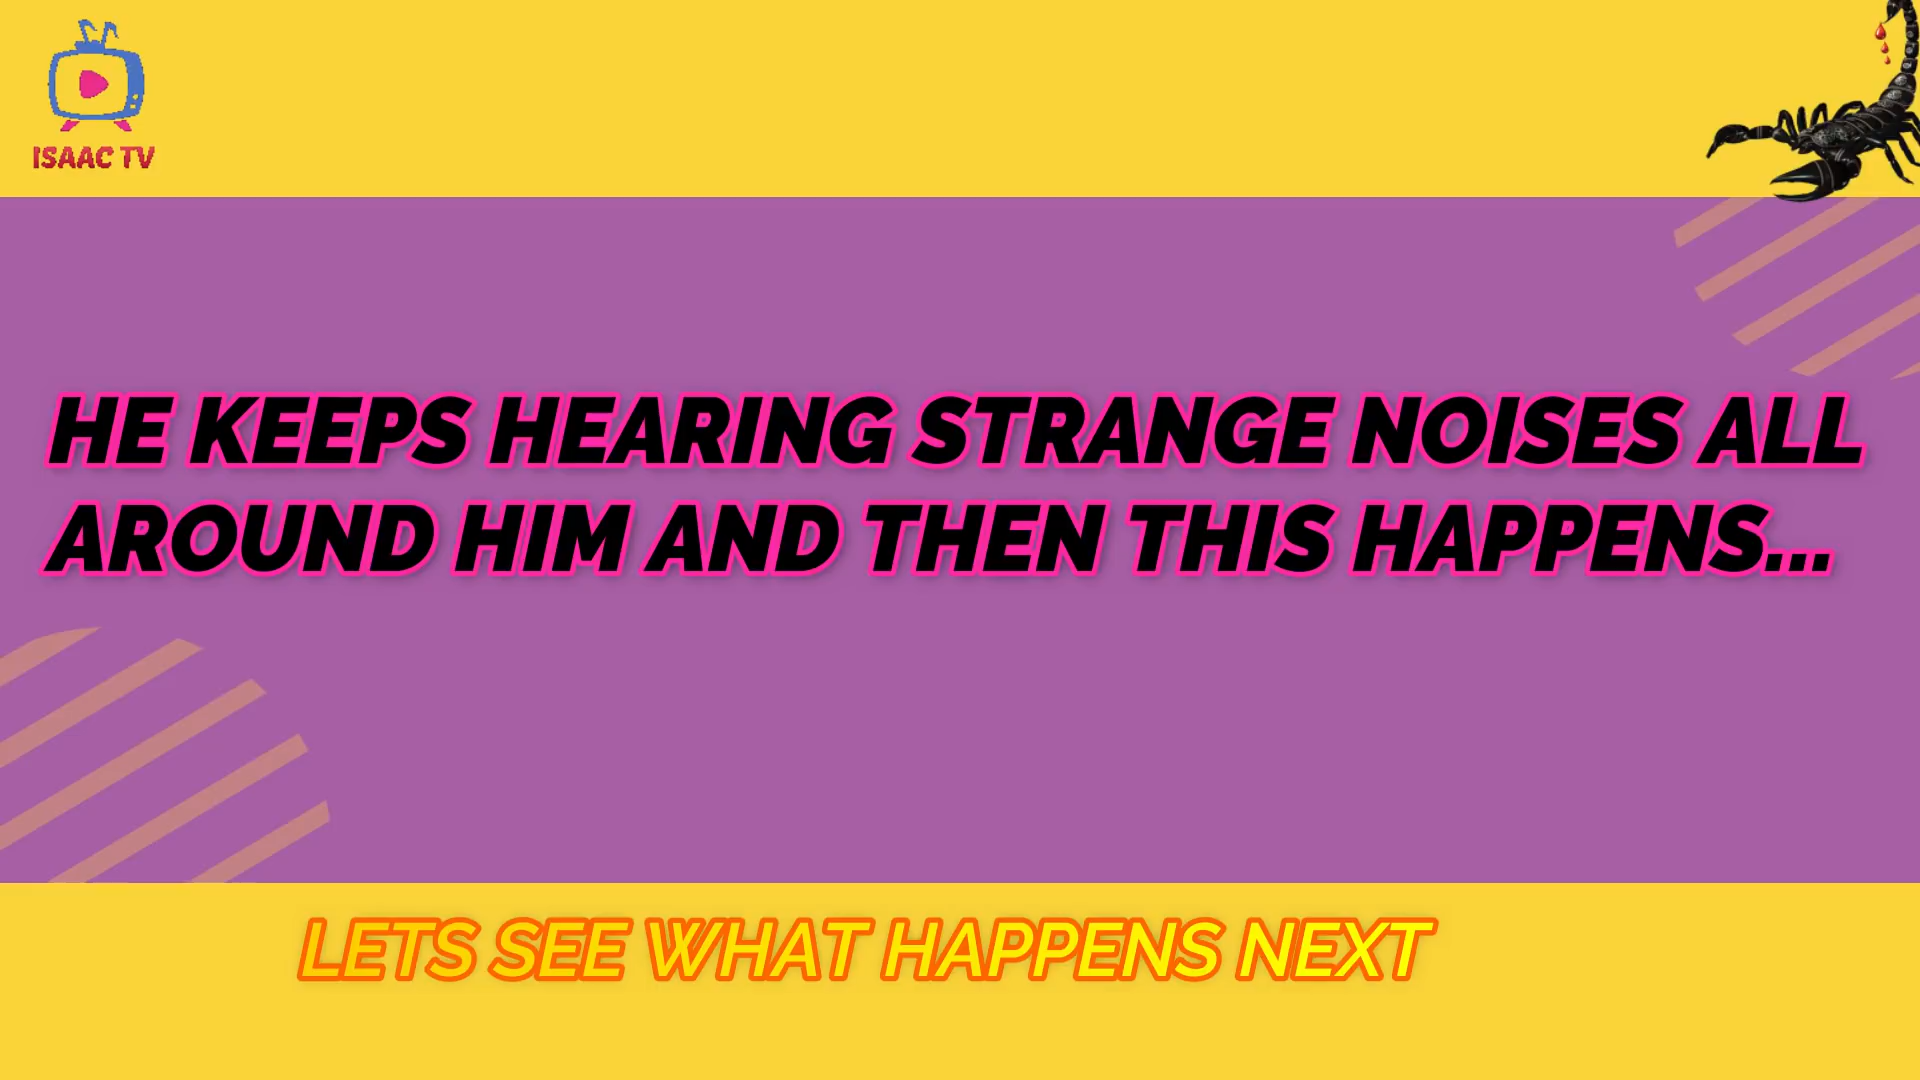 ISAAC TV
HE KEEPS HEARING STRANGE NOISES ALL
AROUND HIM AND THEN THIS HAPPENS...
LETS SEE WHAT HAPPENS NEXT